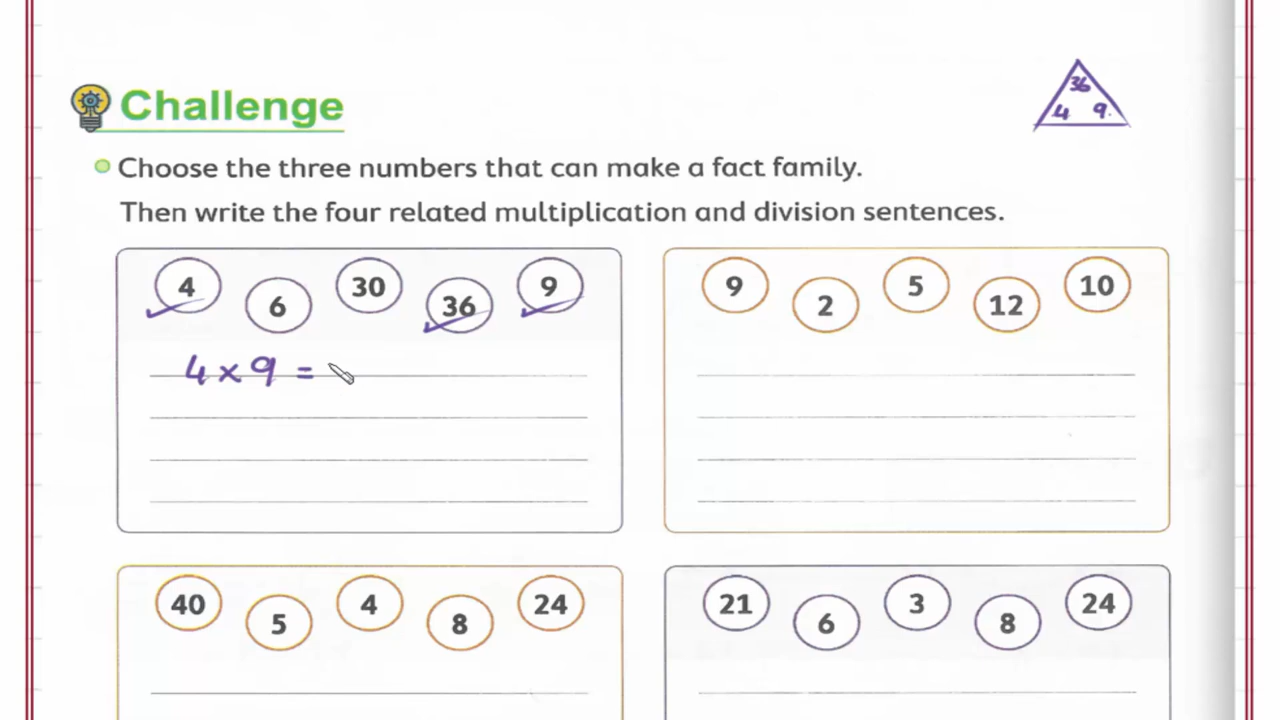 36
4 9
Challenge
Choose the three numbers that can make a fact family.
Then write the four related multiplication and division sentences.
4 6 30 36 9
4 × 9 =
9 2 5 12 10
40 5 4 8 24
21 6 3 8 24